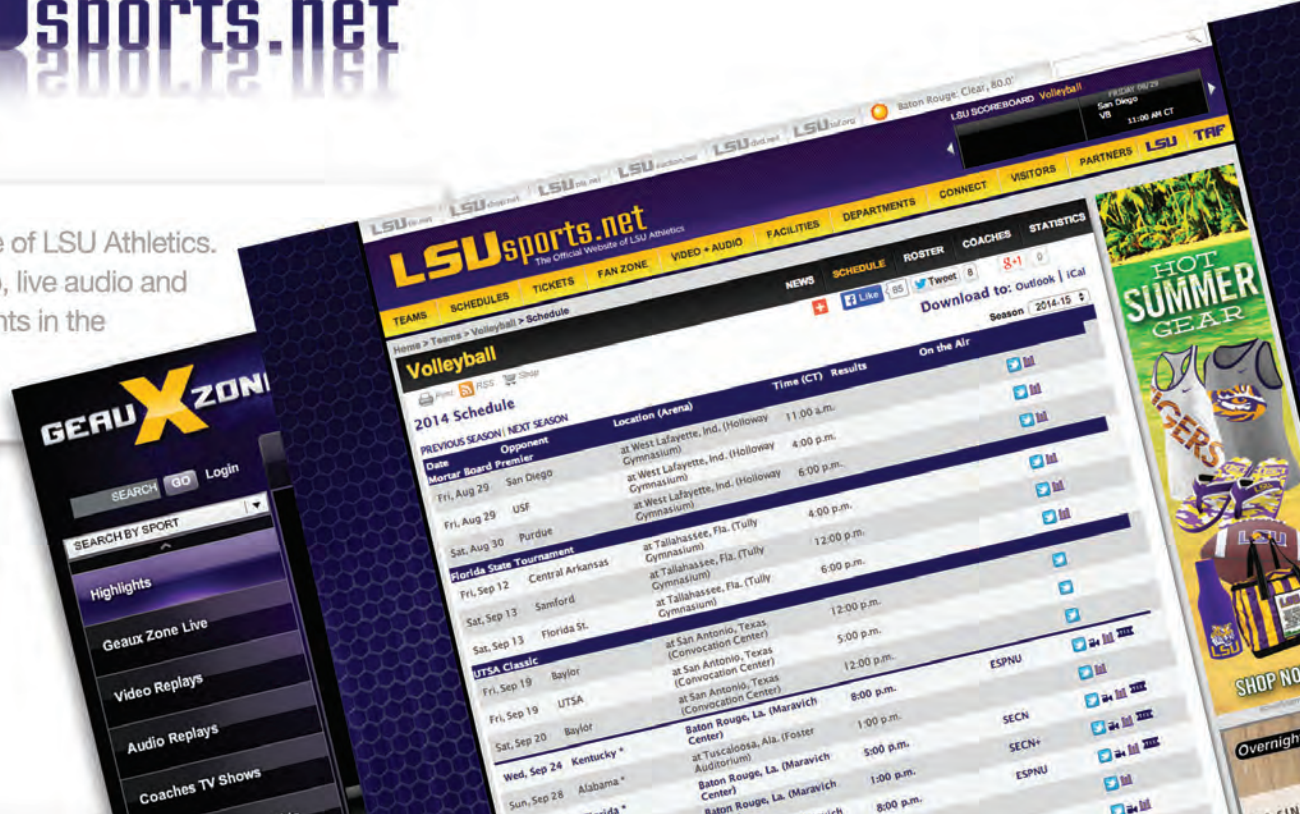 sports.net
e of LSU Athletics.
, live audio and
nts in the
GEAUX ZON
SEARCH GO Login
SEARCH BY SPORT
Highlights
Geaux Zone Live
Video Replays
Audio Replays
Coaches TV Shows
Baton Rouge: Clear, 80.0°
LSU SCOREBOARD Volleyball
FRIDAY 08/29
San Diego
VB
11:00 AM CT
LSUsports.net
The Official Website of LSU Athletics
TEAMS SCHEDULES TICKETS FAN ZONE VIDEO + AUDIO FACILITIES DEPARTMENTS CONNECT VISITORS PARTNERS LSU TAF
NEWS SCHEDULE ROSTER COACHES STATISTICS
Home > Teams > Volleyball > Schedule
Like 85 Tweet 8 g+1 0
Volleyball
Download to: Outlook | iCal
Print RSS Shop
Season 2014-15
2014 Schedule
PREVIOUS SEASON | NEXT SEASON
Date Opponent Location (Arena) Time (CT) Results On the Air
Mortar Board Premier
Fri, Aug 29 San Diego at West Lafayette, Ind. (Holloway 11:00 a.m.
Gymnasium)
Fri, Aug 29 USF at West Lafayette, Ind. (Holloway 4:00 p.m.
Gymnasium)
Sat, Aug 30 Purdue at West Lafayette, Ind. (Holloway 6:00 p.m.
Gymnasium)
Florida State Tournament
Fri, Sep 12 Central Arkansas at Tallahassee, Fla. (Tully 4:00 p.m.
Gymnasium)
Sat, Sep 13 Samford at Tallahassee, Fla. (Tully 12:00 p.m.
Gymnasium)
Sat, Sep 13 Florida St. at Tallahassee, Fla. (Tully 6:00 p.m.
Gymnasium)
UTSA Classic
Fri, Sep 19 Baylor at San Antonio, Texas 12:00 p.m.
(Convocation Center)
Fri, Sep 19 UTSA at San Antonio, Texas 5:00 p.m.
(Convocation Center)
Sat, Sep 20 Baylor at San Antonio, Texas 12:00 p.m.
(Convocation Center)
Wed, Sep 24 Kentucky * Baton Rouge, La. (Maravich 8:00 p.m. ESPNU
Center)
Sun, Sep 28 Alabama * at Tuscaloosa, Ala. (Foster 1:00 p.m.
Auditorium)
rida * Baton Rouge, La. (Maravich 5:00 p.m. SECN
Center)
Baton Rouge, La. (Maravich 1:00 p.m. SECN+
8:00 p.m. ESPNU
HOT
SUMMER
GEAR
TIGERS
LSU
LSU
SHOP NO
Overnight